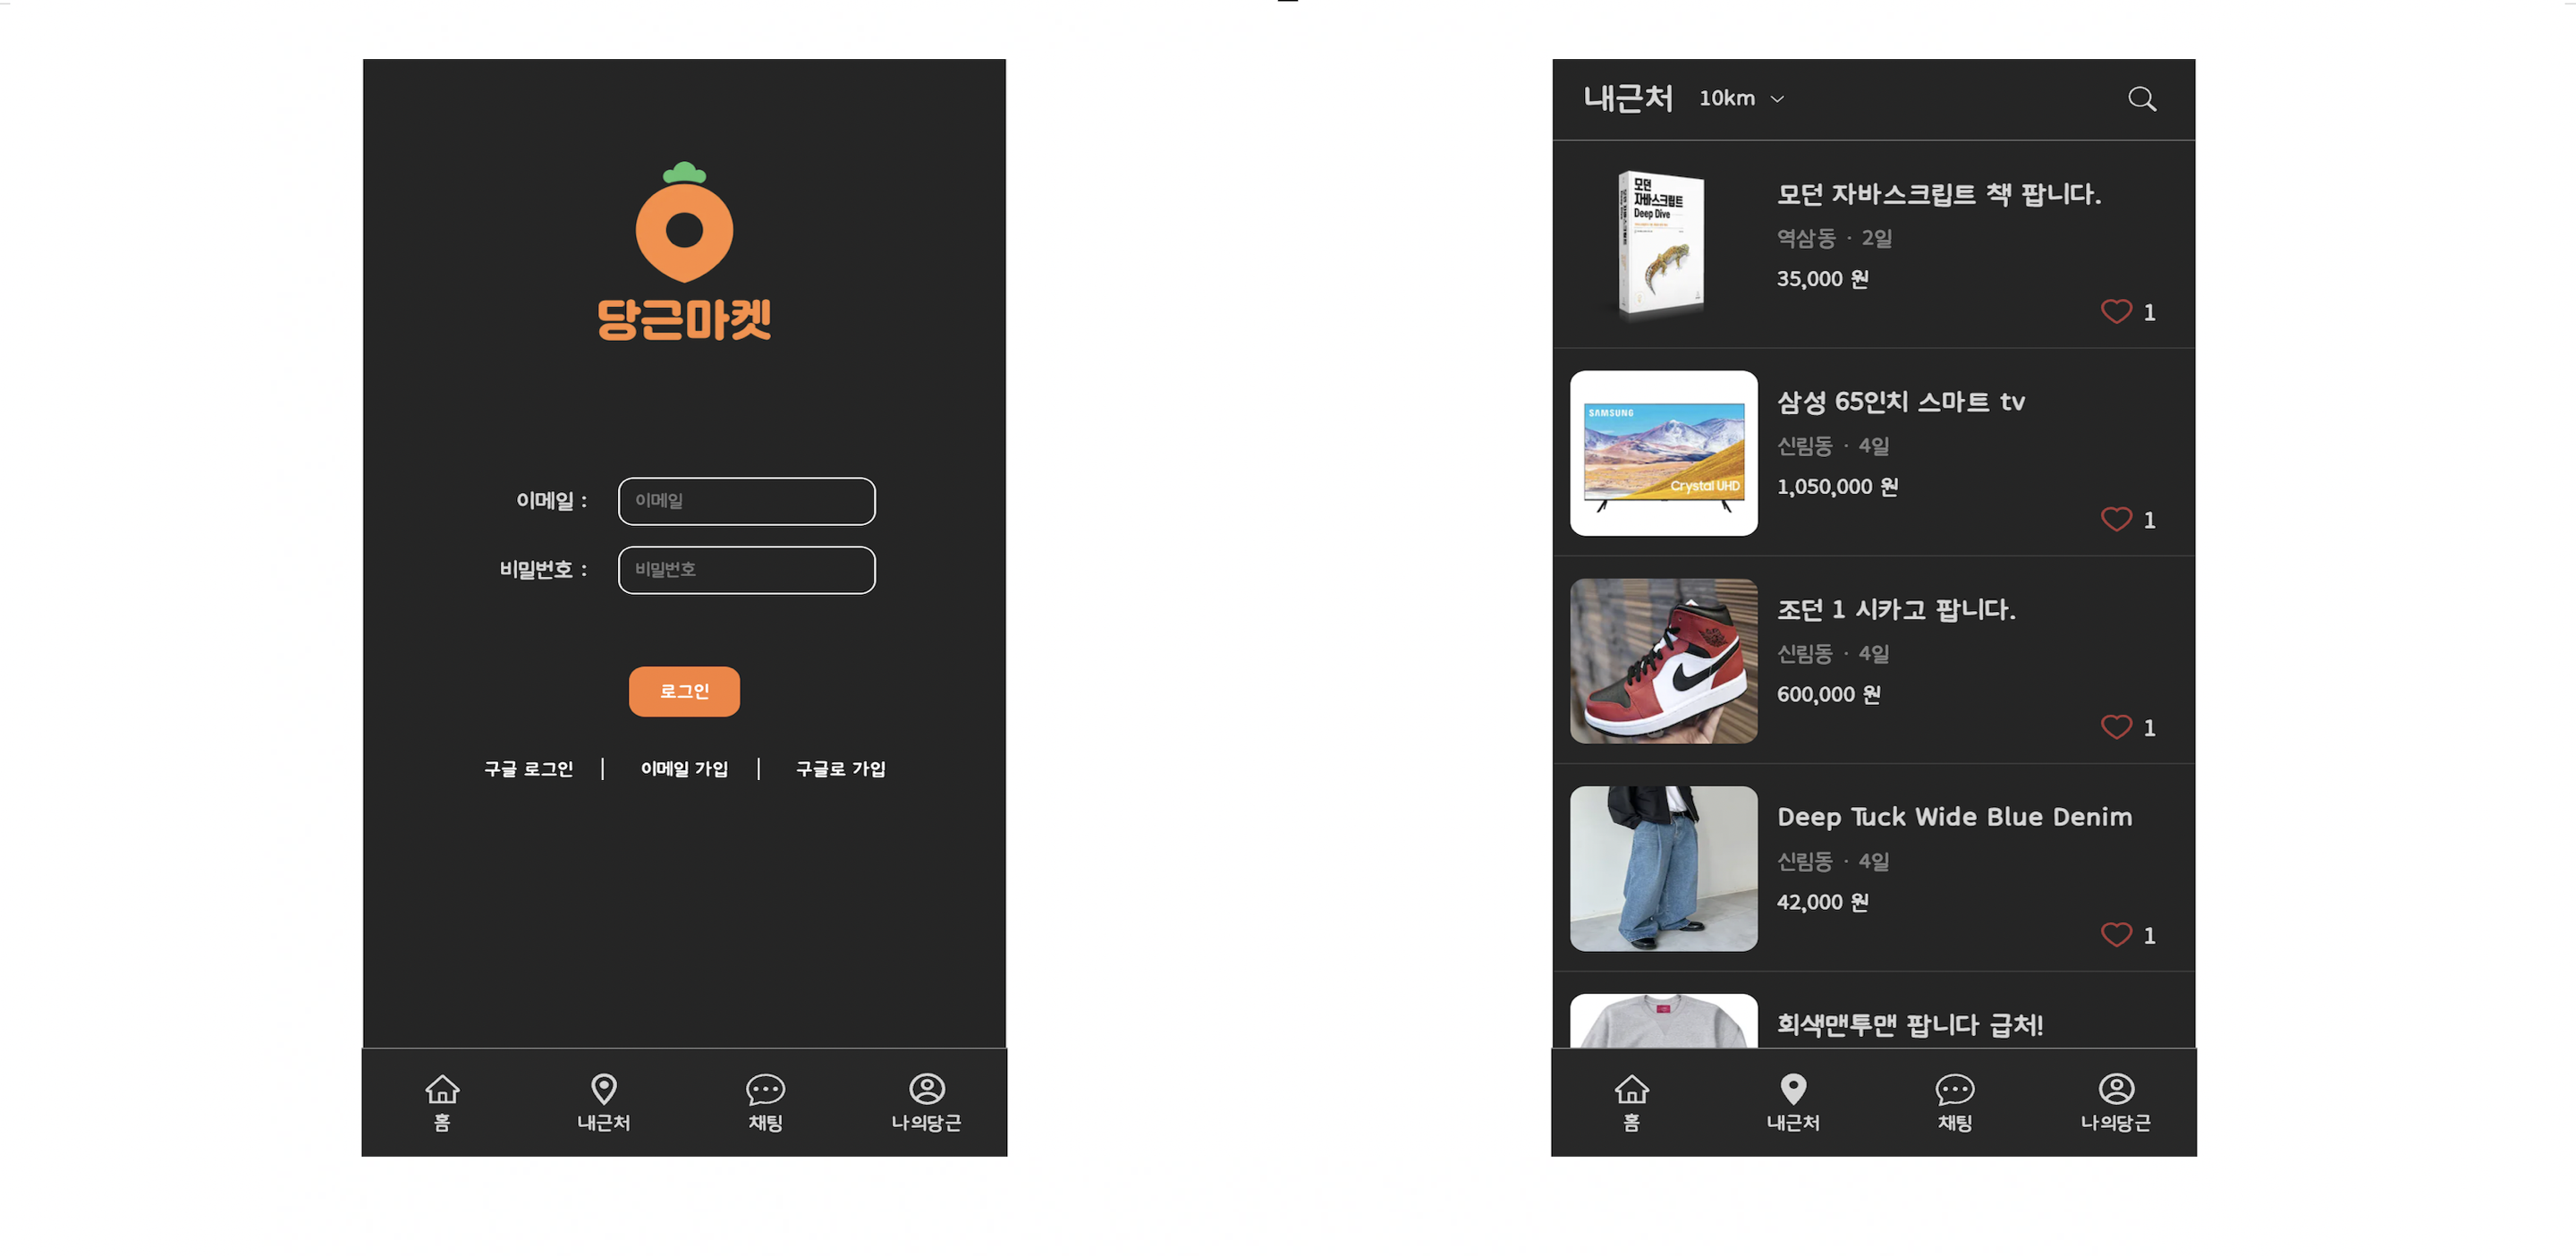 당근마켓
이메일 :
이메일
비밀번호 :
비밀번호
로그인
구글 로그인 | 이메일 가입 | 구글로 가입
홈
내근처
채팅
나의당근
내근처 10km
모던
자바스크립트
Deep Dive
모던 자바스크립트 책 팝니다.
역삼동 · 2일
35,000 원
1
SAMSUNG
Crystal UHD
삼성 65인치 스마트 tv
신림동 · 4일
1,050,000 원
1
조던 1 시카고 팝니다.
신림동 · 4일
600,000 원
1
Deep Tuck Wide Blue Denim
신림동 · 4일
42,000 원
1
회색맨투맨 팝니다 급처!
홈
내근처
채팅
나의당근